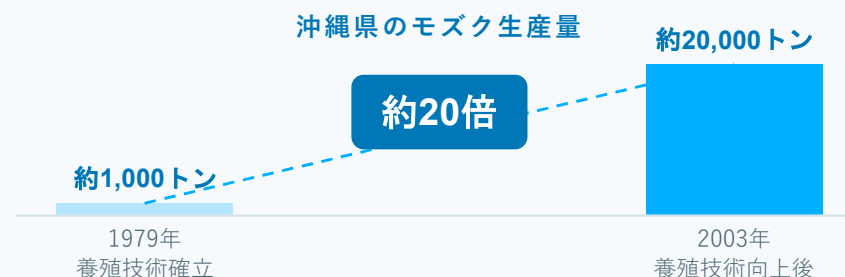 沖縄県のモズク生産量
約20,000トン
約20倍
約1,000トン
1979年
養殖技術確立
2003年
養殖技術向上後